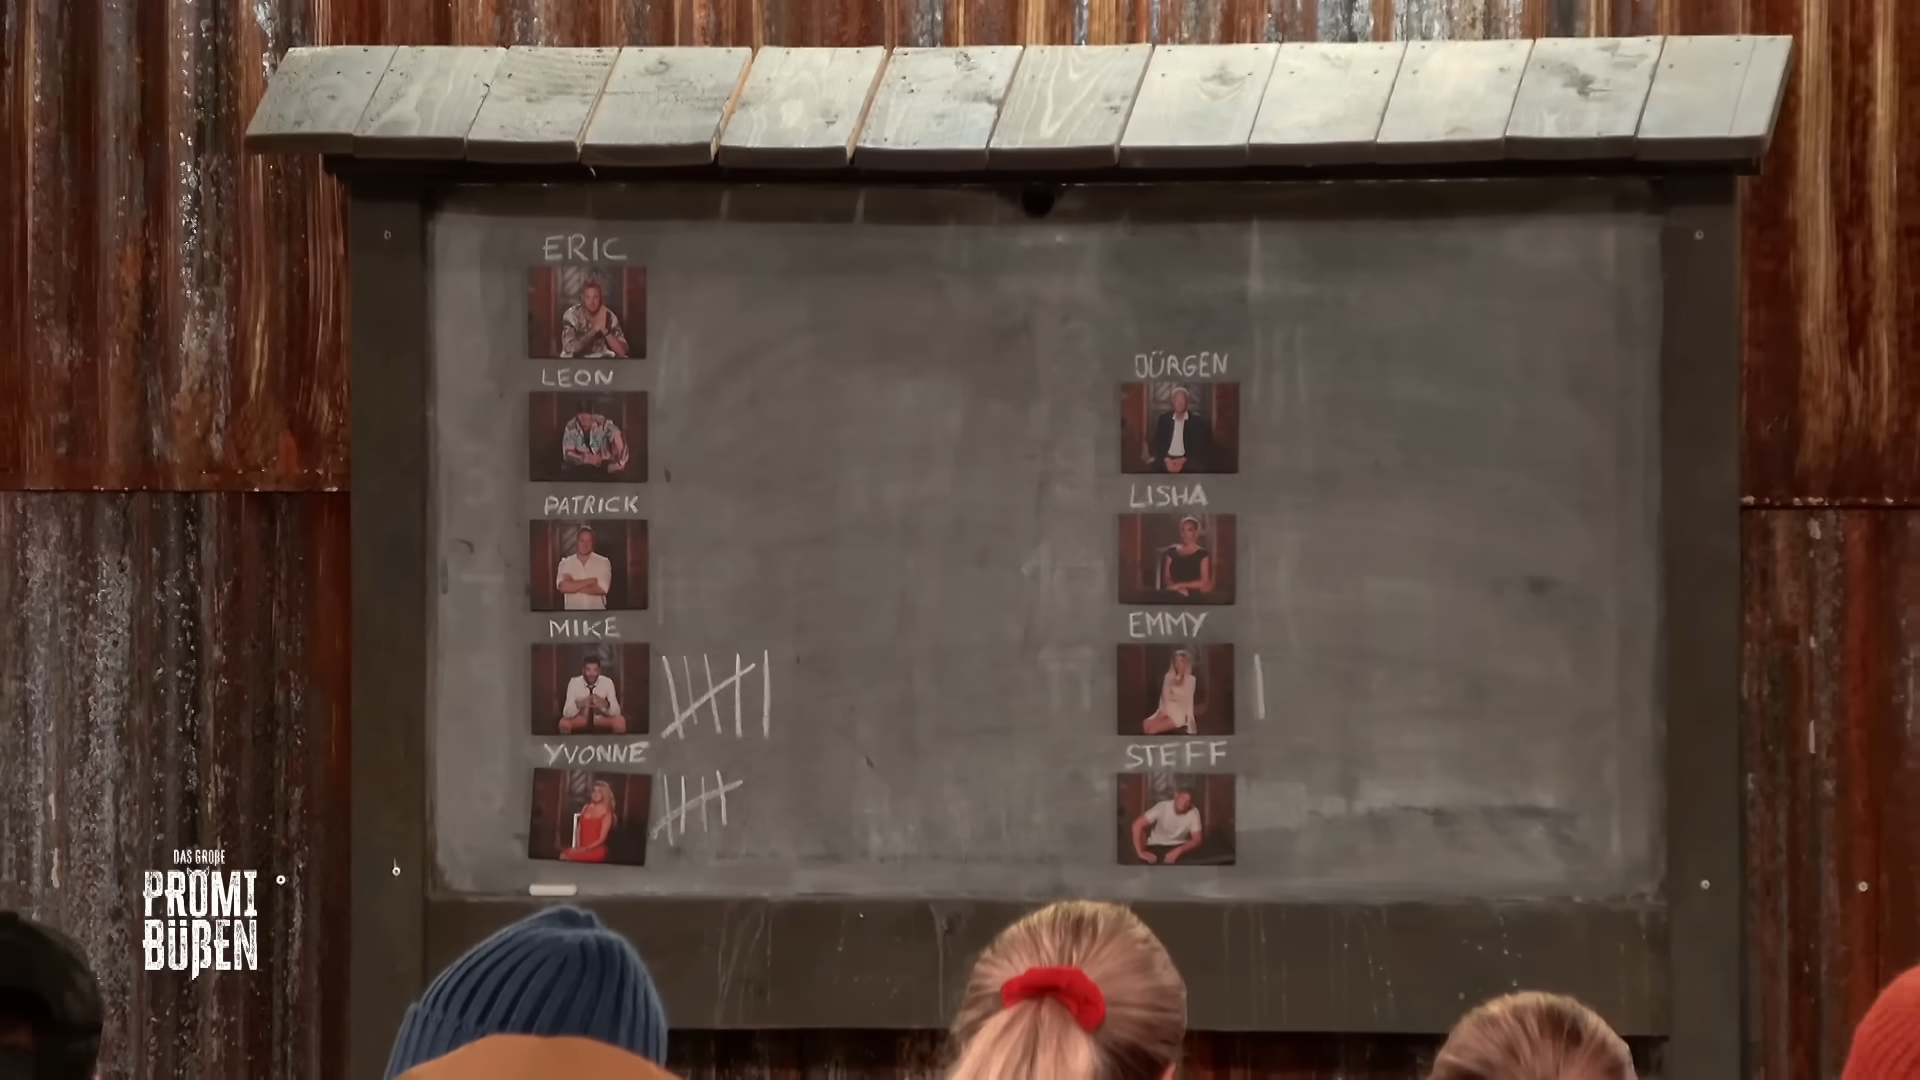 ERIC
LEON
PATRICK
MIKE
YVONNE
JÜRGEN
LISHA
EMMY
STEFF
DAS GROßE
PROMI
BÜßEN